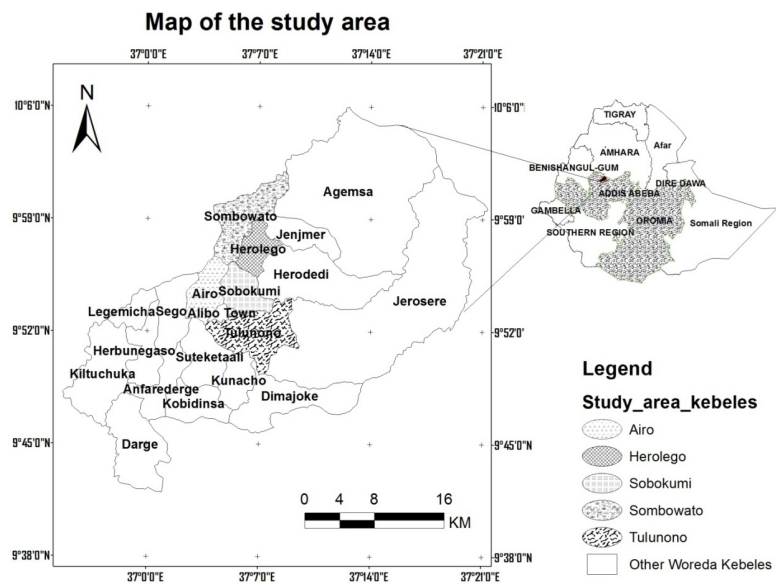 Map of the study area
37°0'0"E 37°7'0"E 37°14'0"E 37°21'0"E
N
10°6'0"N 10°6'0"N
9°59'0"N 9°59'0"N
9°52'0"N 9°52'0"N
9°45'0"N 9°45'0"N
9°38'0"N 9°38'0"N
Agemsa
Sombowato
Jenjmer
Herolego
Herodedi
Airo
Sobokumi
Jerosere
Legemicha
Sego
Alibo Town
Tulunono
Herbunegaso
Suteketaali
Kiltuchuka
Kunacho
Anfarederge
Dimajoke
Kobidinsa
Darge
0 4 8 16
KM
37°0'0"E 37°7'0"E 37°14'0"E 37°21'0"E
TIGRAY
AMHARA
Afar
BENISHANGUL-GUM
DIRE DAWA
ADDIS ABEBA
GAMBELLA
OROMIA
Somali Region
SOUTHERN REGION
Legend
Study_area_kebeles
Airo
Herolego
Sobokumi
Sombowato
Tulunono
Other Woreda Kebeles